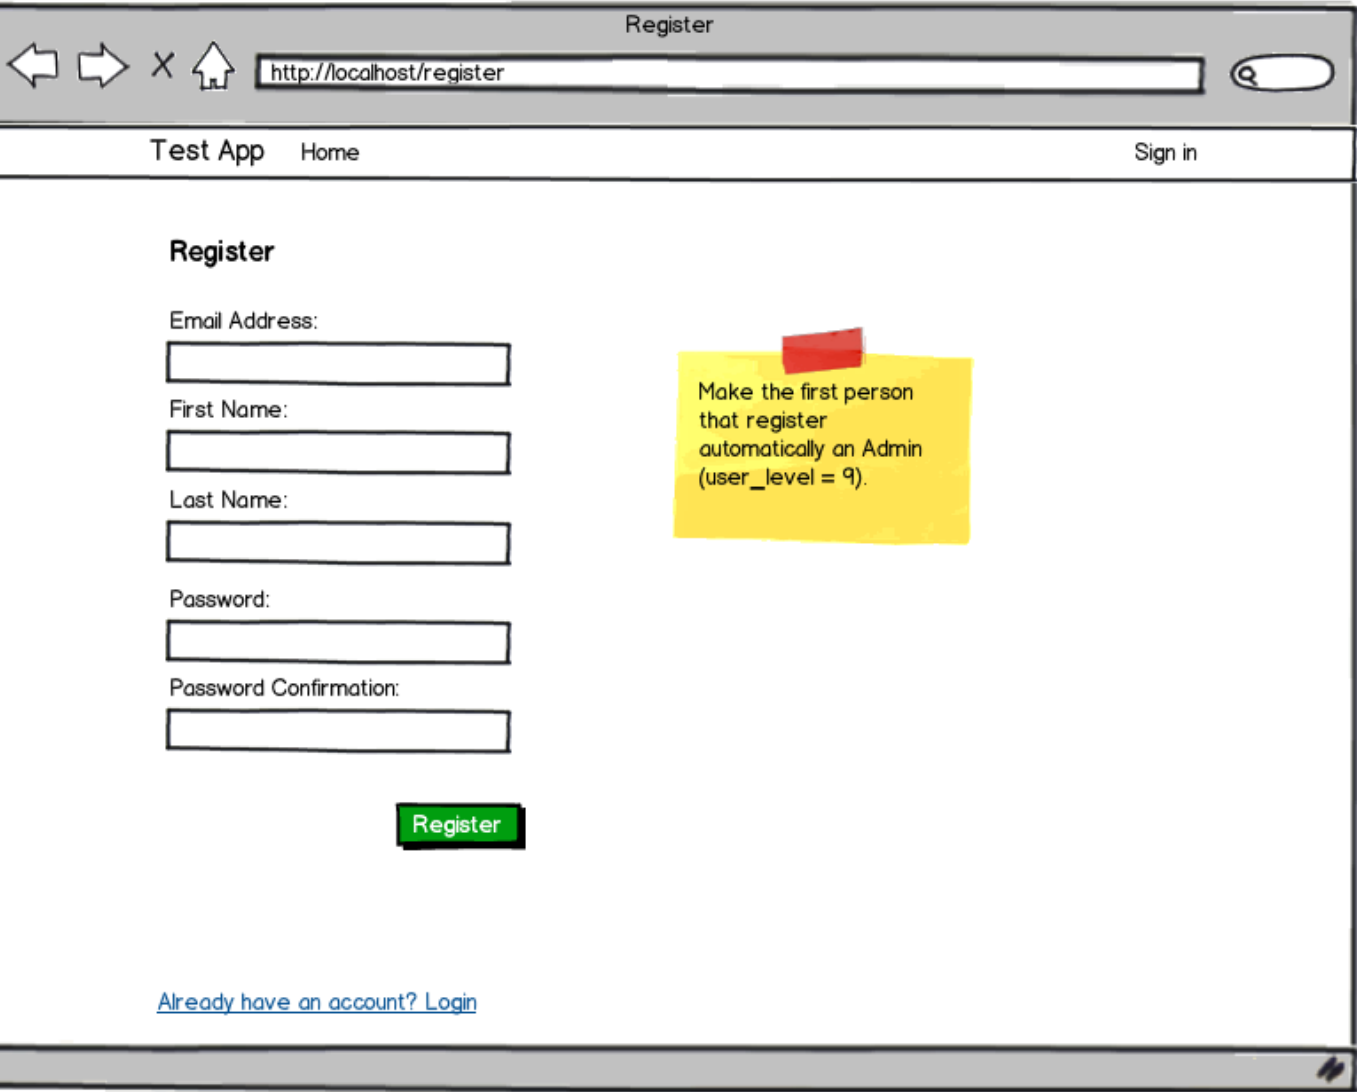 Register
http://localhost/register
Test App Home Sign in
Register
Email Address:
First Name:
Last Name:
Password:
Password Confirmation:
Register
Make the first person
that register
automatically an Admin
(user_level = 9).
Already have an account? Login